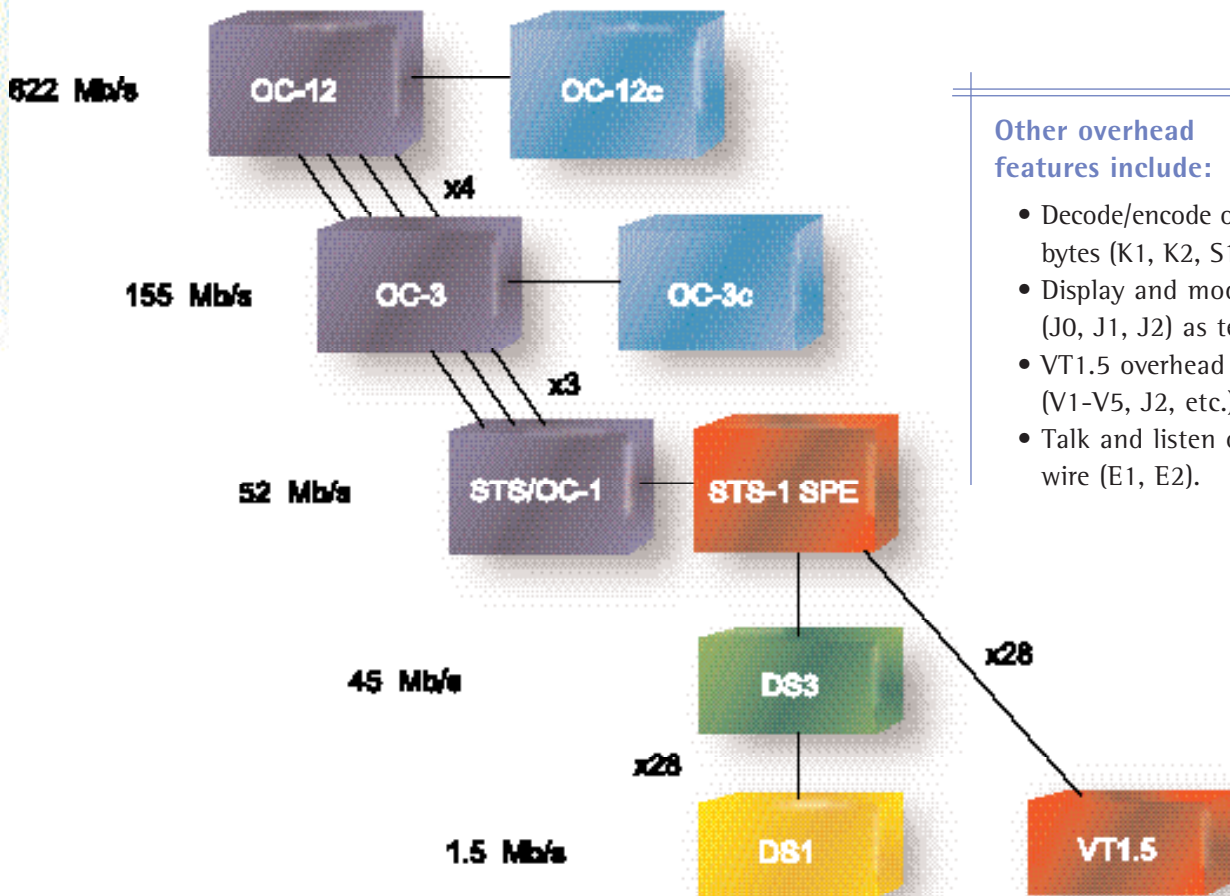 622 Mb/s
OC-12
OC-12c
x4
155 Mb/s
OC-3
OC-3c
x3
52 Mb/s
STS/OC-1
STS-1 SPE
45 Mb/s
DS3
x28
x28
1.5 Mb/s
DS1
VT1.5
Other overhead
features include:
• Decode/encode
bytes (K1, K2,
• Display and
(J0, J1, J2) as
• VT1.5 overhead
(V1-V5, J2, etc.)
• Talk and listen
wire (E1, E2).